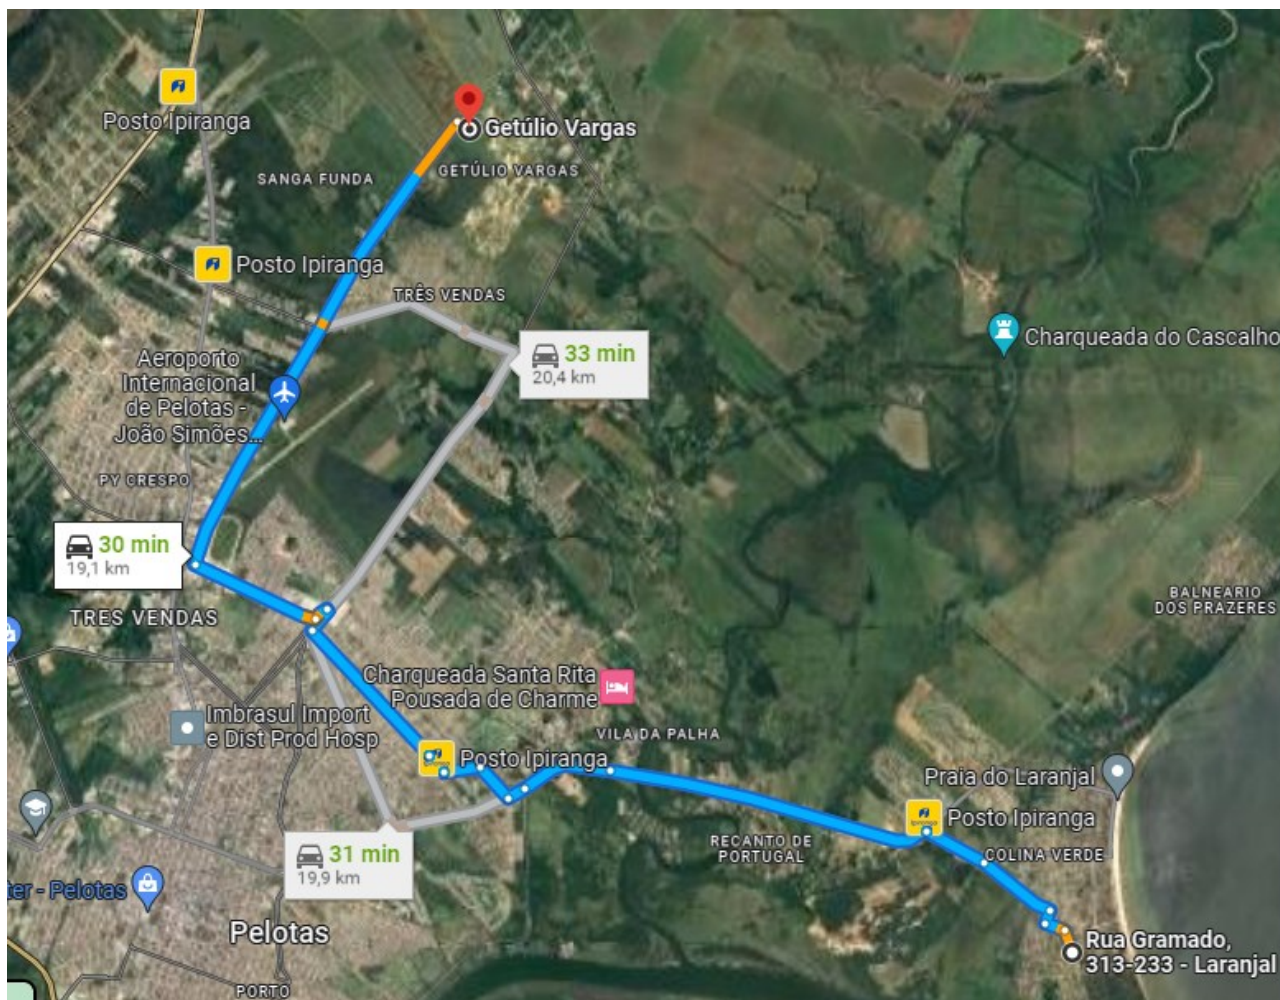 Posto Ipiranga
Getúlio Vargas
SANGA FUNDA
GETÚLIO VARGAS
Posto Ipiranga
TRÊS VENDAS
33 min
20,4 km
Charqueada do Cascalho
Aeroporto
Internacional
de Pelotas -
João Simões...
PY CRESPO
30 min
19,1 km
BALNEARIO
DOS PRAZERES
TRES VENDAS
Charqueada Santa Rita
Pousada de Charme
Imbrasul Import
e Dist Prod Hosp
VILA DA PALHA
Posto Ipiranga
Praia do Laranjal
Posto Ipiranga
RECANTO DE
PORTUGAL
COLINA VERDE
31 min
19,9 km
ter - Pelotas
Pelotas
Rua Gramado,
313-233 - Laranjal
PORTO